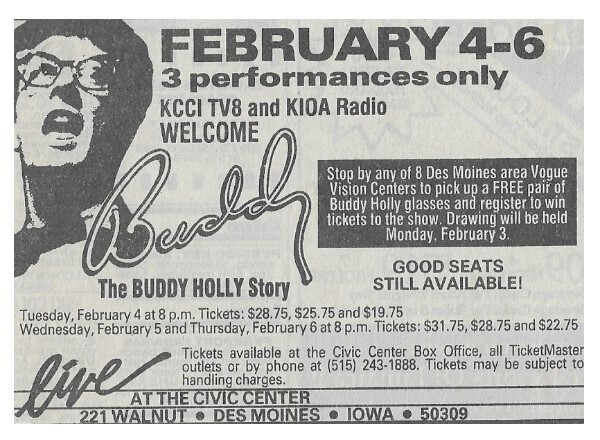 FEBRUARY 4-6
3 performances only
KCCI TV8 and KIOA Radio
WELCOME
Buddy
The BUDDY HOLLY Story
Stop by any of 8 Des Moines area Vogue
Vision Centers to pick up a FREE pair of
Buddy Holly glasses and register to win
tickets to the show. Drawing will be held
Monday, February 3.
GOOD SEATS
STILL AVAILABLE!
Tuesday, February 4 at 8 p.m. Tickets: $28.75, $25.75 and $19.75
Wednesday, February 5 and Thursday, February 6 at 8 p.m. Tickets: $31.75, $28.75 and $22.75
Tickets available at the Civic Center Box Office, all TicketMaster
outlets or by phone at (515) 243-1888. Tickets may be subject to
handling charges.
live
AT THE CIVIC CENTER
221 WALNUT • DES MOINES • IOWA • 50309